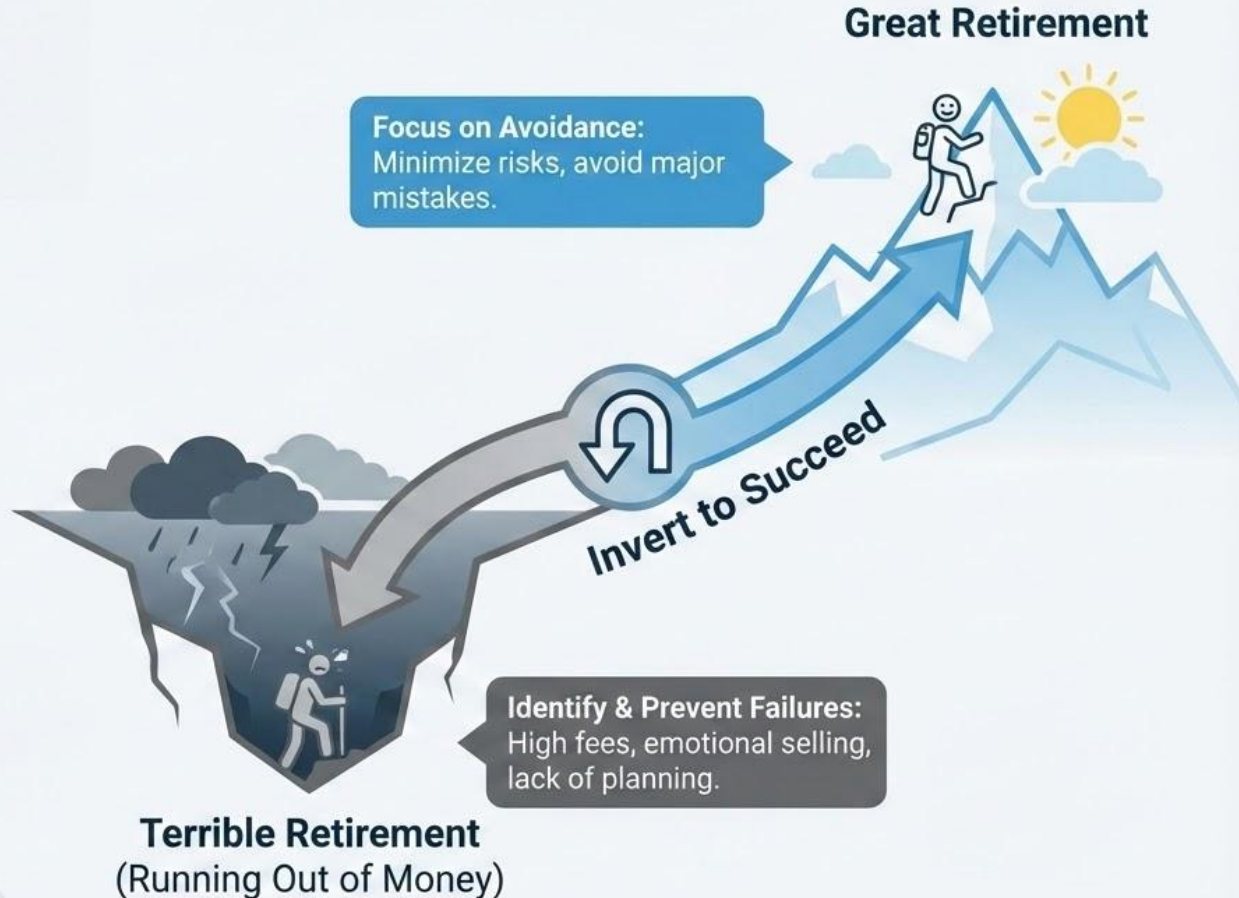 Great Retirement
Focus on Avoidance:
Minimize risks, avoid major
mistakes.
Invert to Succeed
Identify & Prevent Failures:
High fees, emotional selling,
lack of planning.
Terrible Retirement
(Running Out of Money)